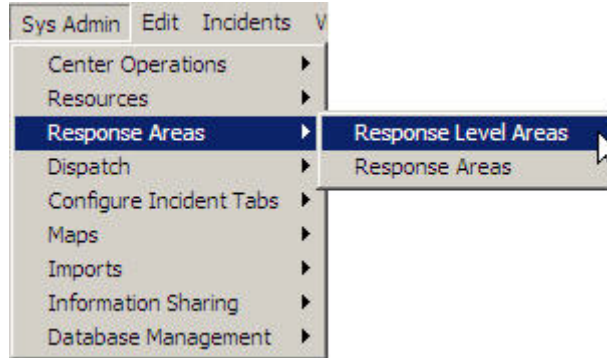 Sys Admin Edit Incidents
Center Operations
Resources
Response Areas Response Level Areas
Dispatch Response Areas
Configure Incident Tabs
Maps
Imports
Information Sharing
Database Management